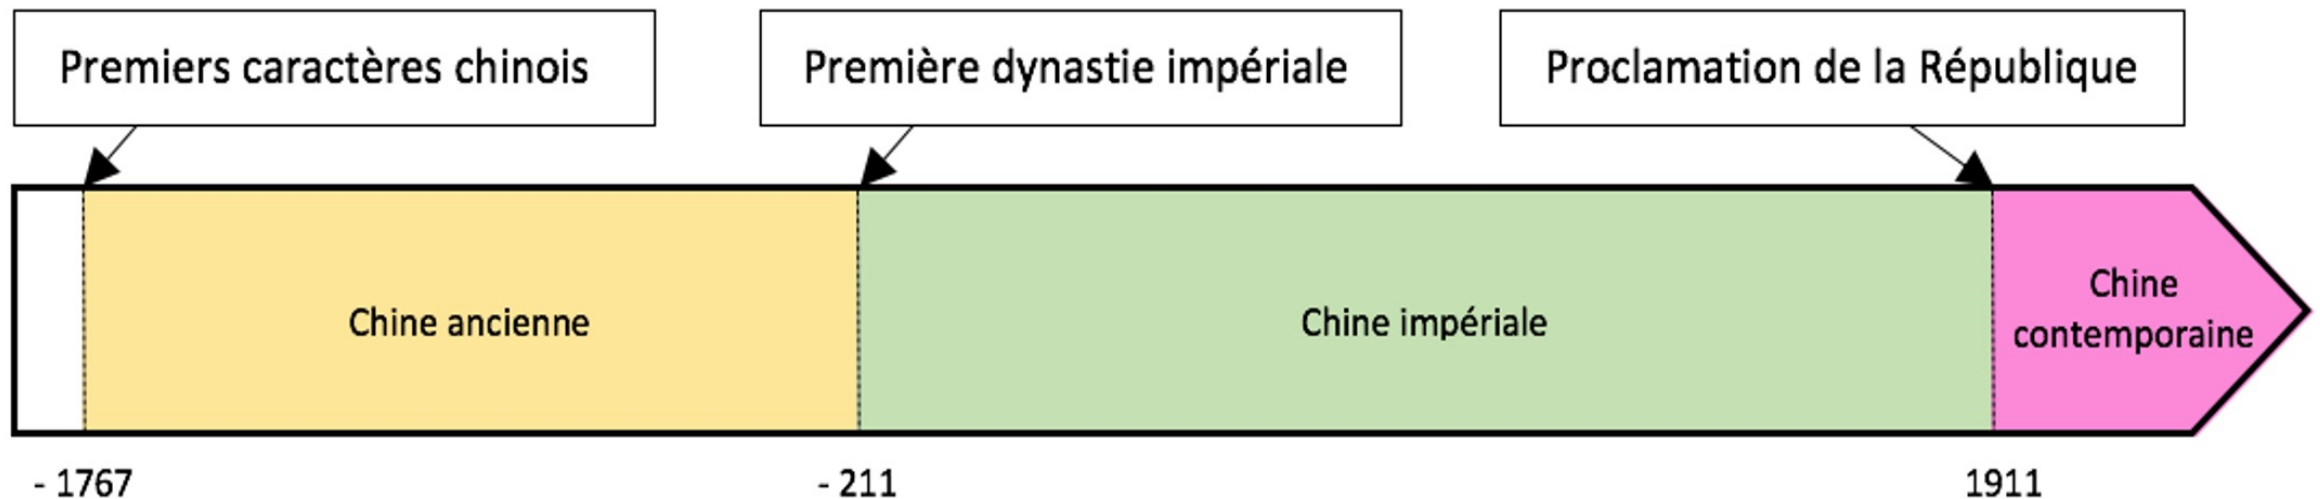 Premiers caractères chinois
Première dynastie impériale
Proclamation de la République
Chine ancienne
Chine impériale
Chine
contemporaine
- 1767
- 211
1911